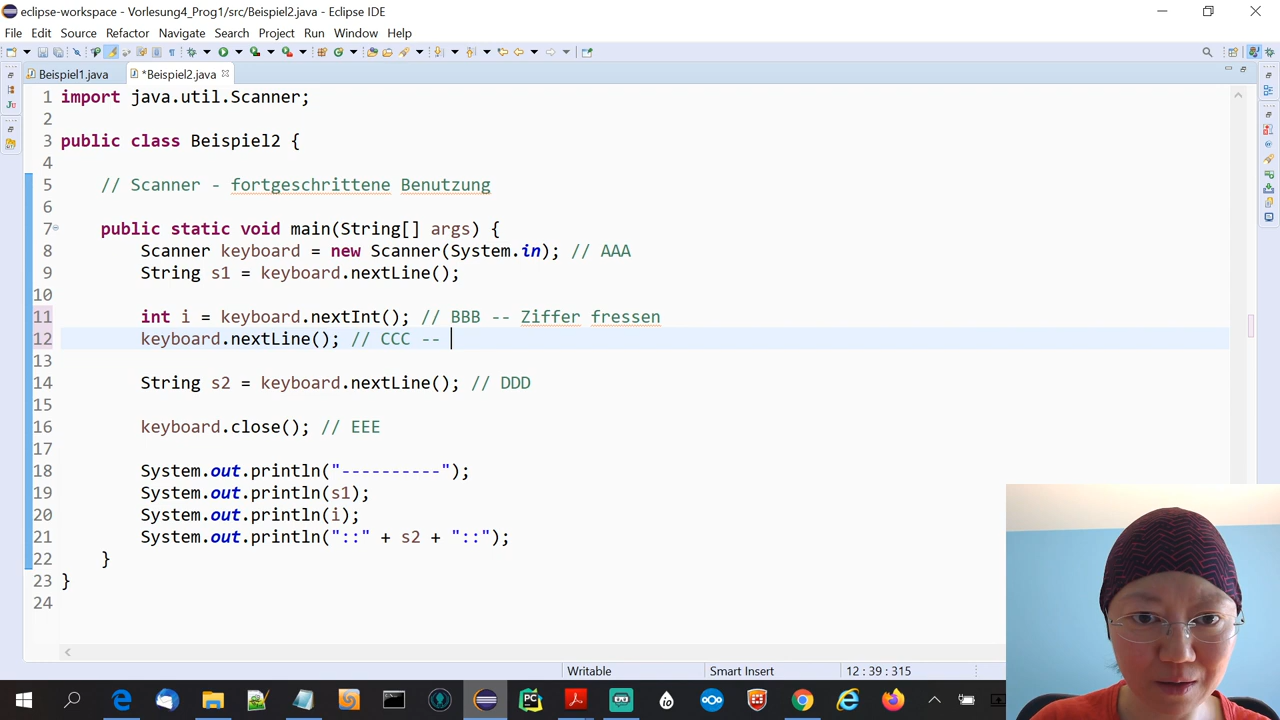 eclipse-workspace - Vorlesung4_Prog1/src/Beispiel2.java - Eclipse IDE
File Edit Source Refactor Navigate Search Project Run Window Help
Beispiel1.java *Beispiel2.java
1 import java.util.Scanner;
2
3 public class Beispiel2 {
4
5 // Scanner - fortgeschrittene Benutzung
6
7 public static void main(String[] args) {
8 Scanner keyboard = new Scanner(System.in); // AAA
9 String s1 = keyboard.nextLine();
10
11 int i = keyboard.nextInt(); // BBB -- Ziffer fressen
12 keyboard.nextLine(); // CCC --
13
14 String s2 = keyboard.nextLine(); // DDD
15
16 keyboard.close(); // EEE
17
18 System.out.println("----------");
19 System.out.println(s1);
20 System.out.println(i);
21 System.out.println("::" + s2 + "::");
22 }
23 }
24
Writable Smart Insert 12 : 39 : 315